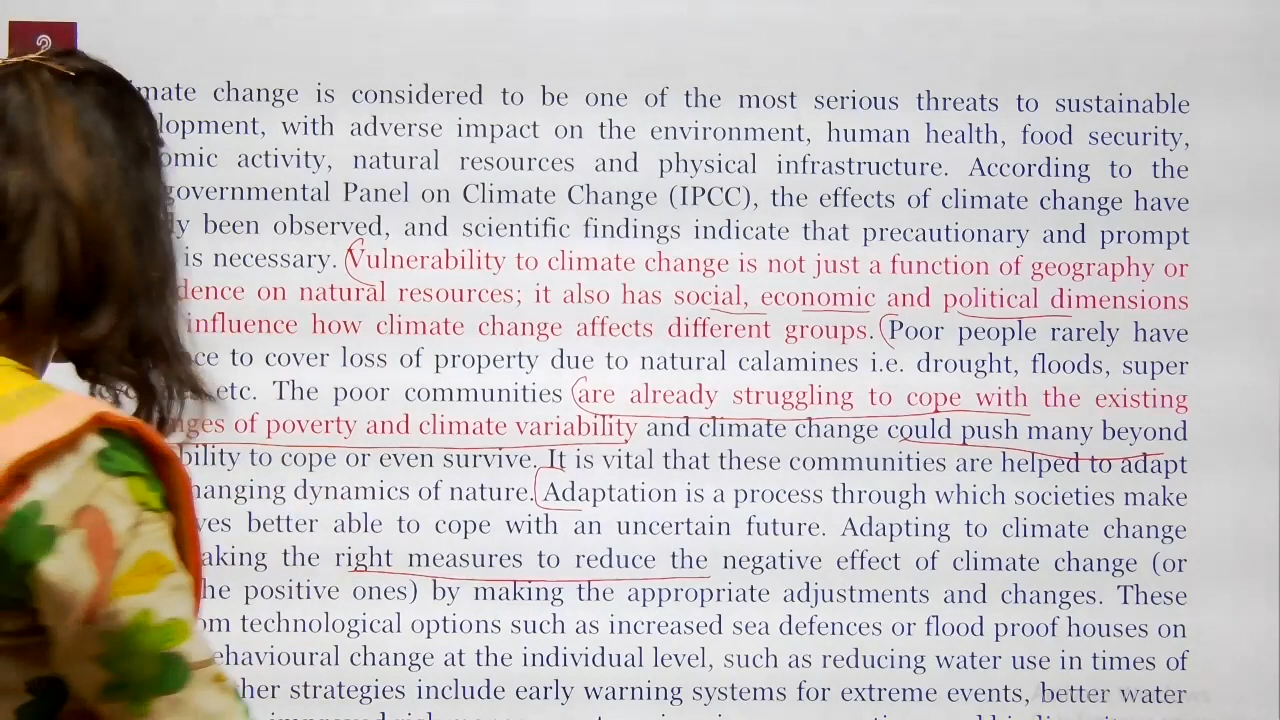 mate change is considered to be one of the most serious threats to sustainable
lopment, with adverse impact on the environment, human health, food security,
omic activity, natural resources and physical infrastructure. According to the
governmental Panel on Climate Change (IPCC), the effects of climate change have
y been observed, and scientific findings indicate that precautionary and prompt
is necessary. Vulnerability to climate change is not just a function of geography or
dence on natural resources; it also has social, economic and political dimensions
influence how climate change affects different groups. Poor people rarely have
ce to cover loss of property due to natural calamines i.e. drought, floods, super
etc. The poor communities are already struggling to cope with the existing
nges of poverty and climate variability and climate change could push many beyond
bility to cope or even survive. It is vital that these communities are helped to adapt
hanging dynamics of nature. Adaptation is a process through which societies make
ves better able to cope with an uncertain future. Adapting to climate change
aking the right measures to reduce the negative effect of climate change (or
he positive ones) by making the appropriate adjustments and changes. These
om technological options such as increased sea defences or flood proof houses on
ehavioural change at the individual level, such as reducing water use in times of
her strategies include early warning systems for extreme events, better water